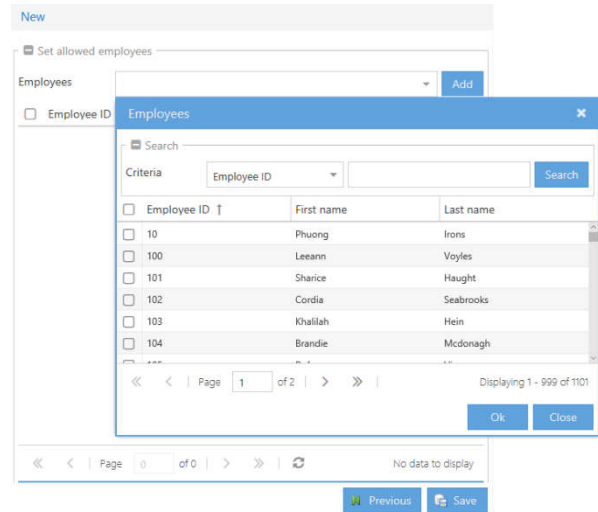 New
Set allowed employees
Employees Add
Employee ID
Employees
Search
Criteria Employee ID Search
Employee ID ↑ First name Last name
10 Phuong Irons
100 Leeann Voyles
101 Sharice Haught
102 Cordia Seabrooks
103 Khalilah Hein
104 Brandie Mcdonagh
Page 1 of 2 Displaying 1 - 999 of 1101
Ok Close
Page 0 of 0 No data to display
Previous Save